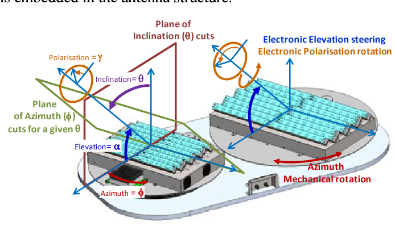 is embedded in the antenna structure.
Plane of
Inclination (θ) cuts
Polarisation = γ
Inclination = θ
Electronic Elevation steering
Electronic Polarisation rotation
Plane
of Azimuth (ϕ)
cuts for a given θ
Elevation = α
Azimuth = ϕ
Azimuth
Mechanical rotation